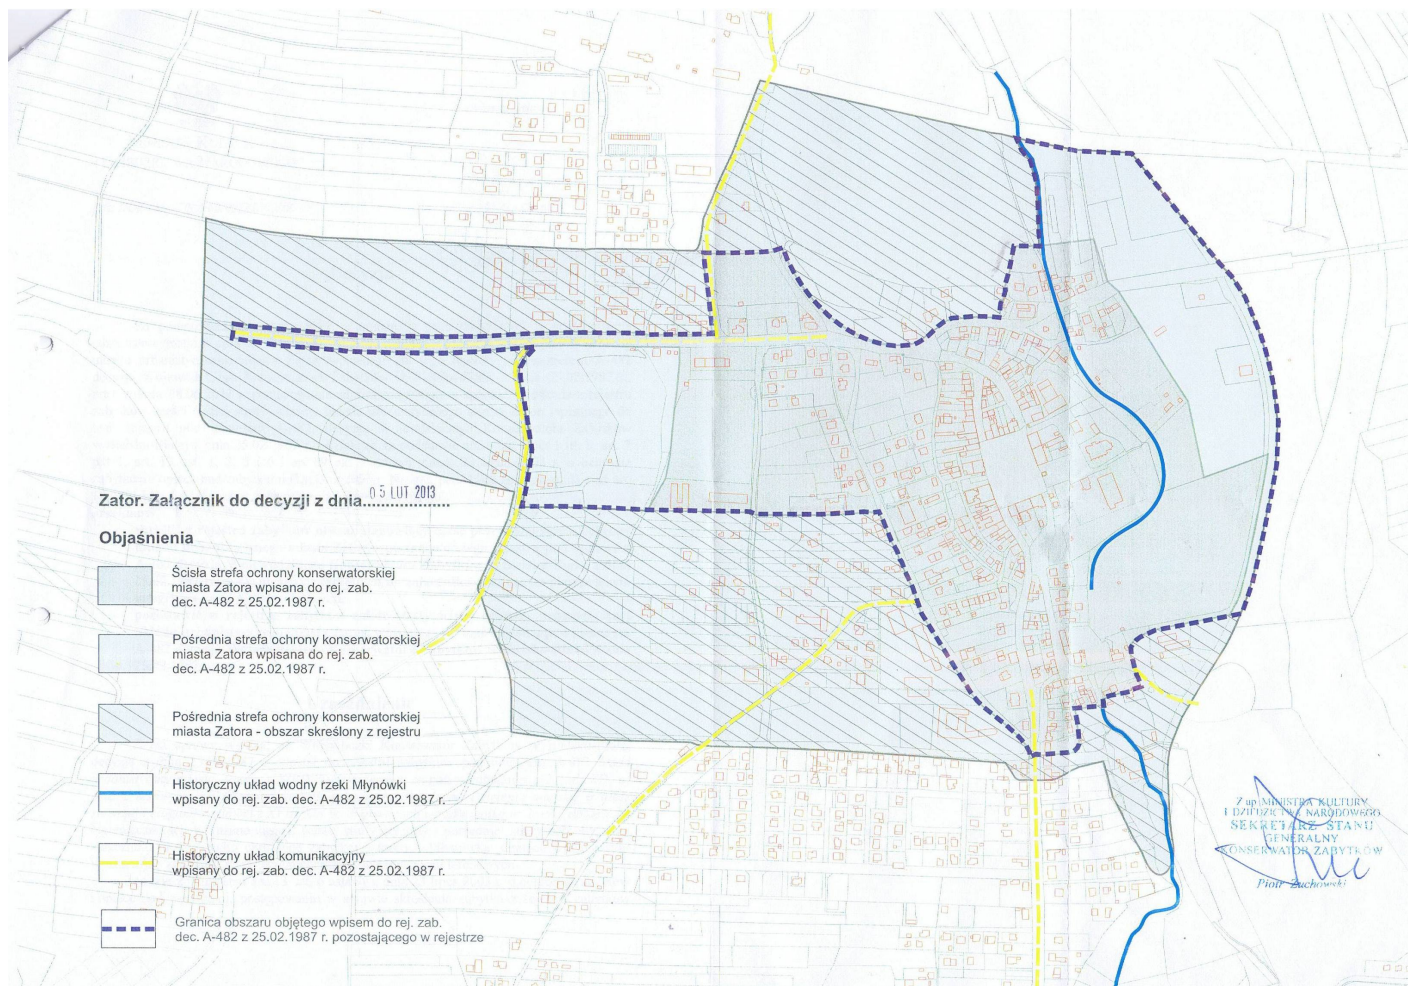 Zator. Załącznik do decyzji z dnia 05 LUT 2013
Objaśnienia
Ścisła strefa ochrony konserwatorskiej
miasta Zatora wpisana do rej. zab.
dec. A-482 z 25.02.1987 r.
Pośrednia strefa ochrony konserwatorskiej
miasta Zatora wpisana do rej. zab.
dec. A-482 z 25.02.1987 r.
Pośrednia strefa ochrony konserwatorskiej
miasta Zatora - obszar skreślony z rejestru
Historyczny układ wodny rzeki Młynówki
wpisany do rej. zab. dec. A-482 z 25.02.1987 r.
Historyczny układ komunikacyjny
wpisany do rej. zab. dec. A-482 z 25.02.1987 r.
Granica obszaru objętego wpisem do rej. zab.
dec. A-482 z 25.02.1987 r. pozostającego w rejestrze
Z up. MINISTRA KULTURY
I DZIEDZICTWA NARODOWEGO
SEKRETARZ STANU
GENERALNY
KONSERWATOR ZABYTKÓW
Piotr Żuchowski